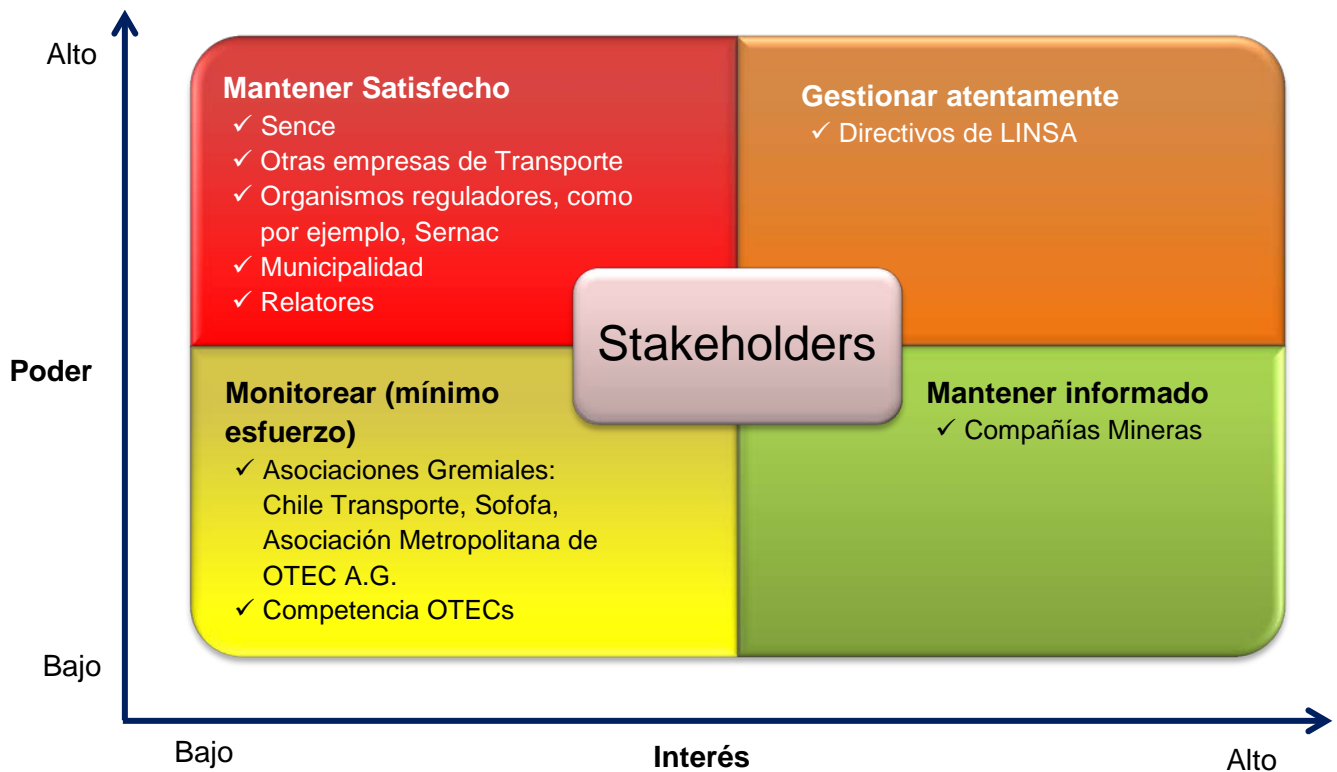 Alto
Mantener Satisfecho
✓ Sence
✓ Otras empresas de Transporte
✓ Organismos reguladores, como
por ejemplo, Sernac
✓ Municipalidad
✓ Relatores
Gestionar atentamente
✓ Directivos de LINSA
Stakeholders
Poder
Monitorear (mínimo
esfuerzo)
✓ Asociaciones Gremiales:
Chile Transporte, Sofofa,
Asociación Metropolitana de
OTEC A.G.
✓ Competencia OTECs
Mantener informado
✓ Compañías Mineras
Bajo
Bajo
Interés
Alto